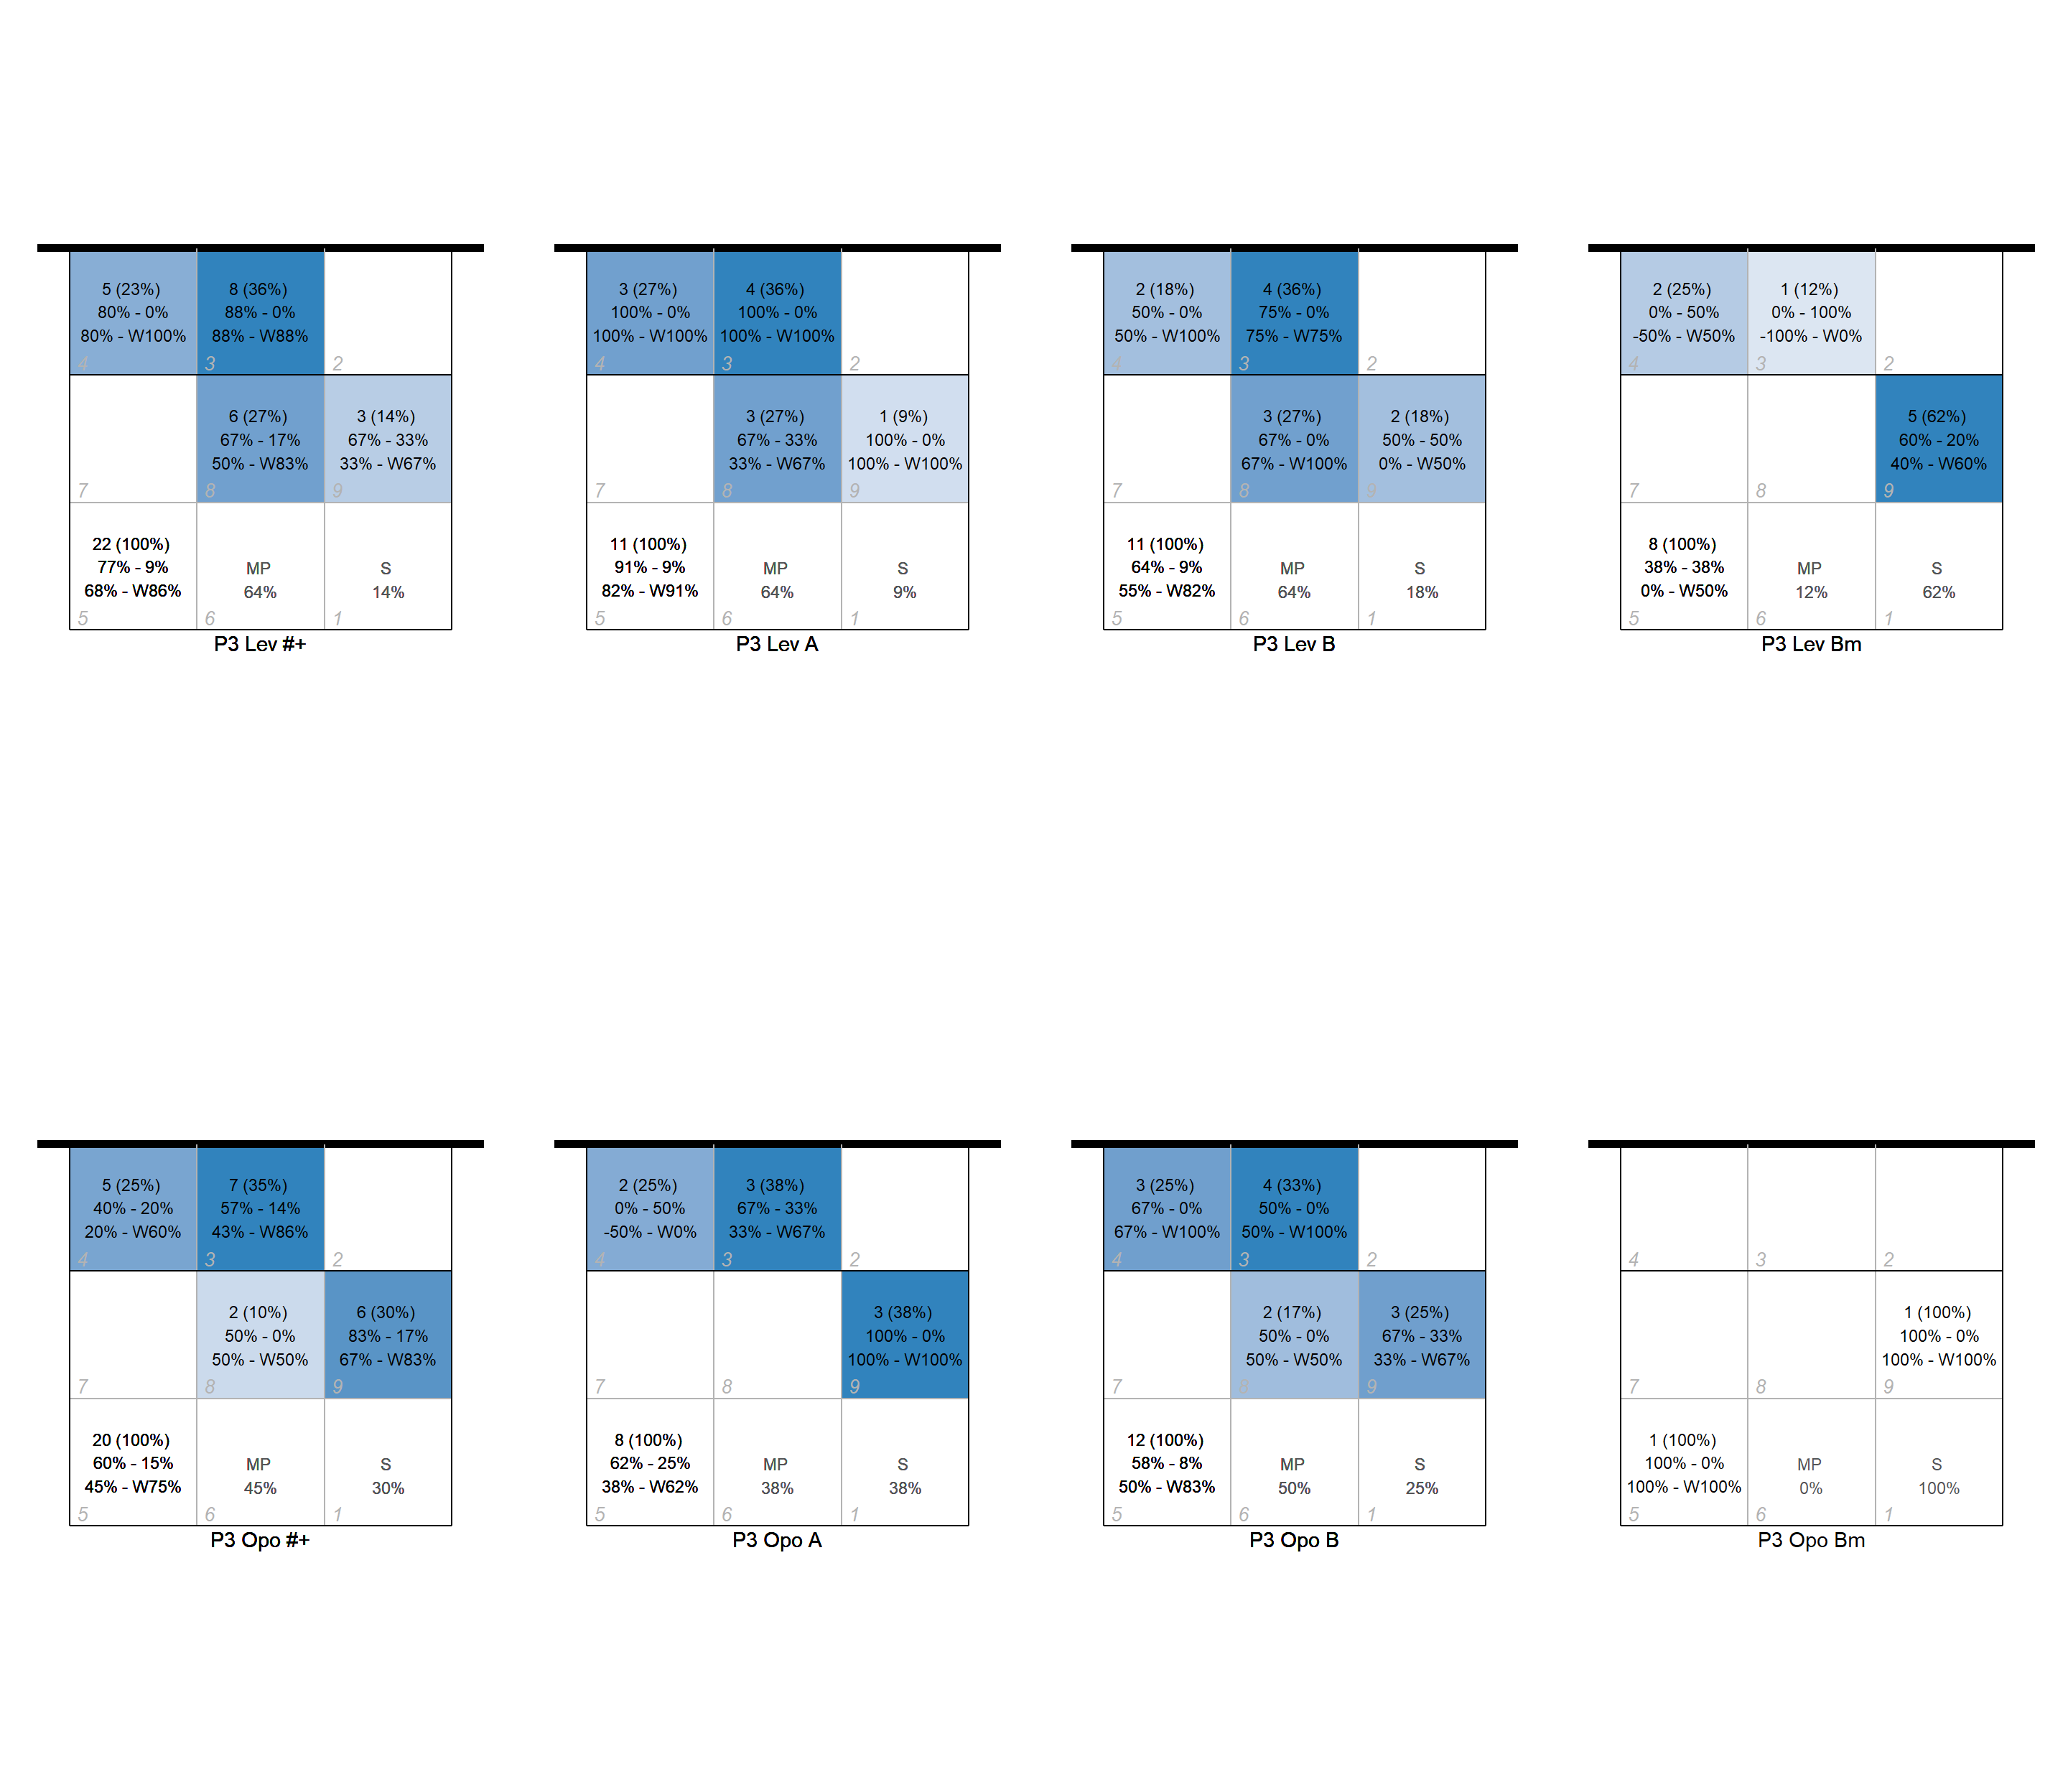 5 (23%)
80% - 0%
80% - W100%
4
8 (36%)
88% - 0%
88% - W88%
3
2
7
6 (27%)
67% - 17%
50% - W83%
8
3 (14%)
67% - 33%
33% - W67%
9
22 (100%)
77% - 9%
68% - W86%
5
MP
64%
6
S
14%
1
P3 Lev #+
3 (27%)
100% - 0%
100% - W100%
4
4 (36%)
100% - 0%
100% - W100%
3
2
7
3 (27%)
67% - 33%
33% - W67%
8
1 (9%)
100% - 0%
100% - W100%
9
11 (100%)
91% - 9%
82% - W91%
5
MP
64%
6
S
9%
1
P3 Lev A
2 (18%)
50% - 0%
50% - W100%
4
4 (36%)
75% - 0%
75% - W75%
3
2
7
3 (27%)
67% - 0%
67% - W100%
8
2 (18%)
50% - 50%
0% - W50%
9
11 (100%)
64% - 9%
55% - W82%
5
MP
64%
6
S
18%
1
P3 Lev B
2 (25%)
0% - 50%
-50% - W50%
4
1 (12%)
0% - 100%
-100% - W0%
3
2
7
8
5 (62%)
60% - 20%
40% - W60%
9
8 (100%)
38% - 38%
0% - W50%
5
MP
12%
6
S
62%
1
P3 Lev Bm
5 (25%)
40% - 20%
20% - W60%
4
7 (35%)
57% - 14%
43% - W86%
3
2
7
2 (10%)
50% - 0%
50% - W50%
8
6 (30%)
83% - 17%
67% - W83%
9
20 (100%)
60% - 15%
45% - W75%
5
MP
45%
6
S
30%
1
P3 Opo #+
2 (25%)
0% - 50%
-50% - W0%
4
3 (38%)
67% - 33%
33% - W67%
3
2
7
8
3 (38%)
100% - 0%
100% - W100%
9
8 (100%)
62% - 25%
38% - W62%
5
MP
38%
6
S
38%
1
P3 Opo A
3 (25%)
67% - 0%
67% - W100%
4
4 (33%)
50% - 0%
50% - W100%
3
2
7
2 (17%)
50% - 0%
50% - W50%
8
3 (25%)
67% - 33%
33% - W67%
9
12 (100%)
58% - 8%
50% - W83%
5
MP
50%
6
S
25%
1
P3 Opo B
4
3
2
7
8
1 (100%)
100% - 0%
100% - W100%
9
1 (100%)
100% - 0%
100% - W100%
5
MP
0%
6
S
100%
1
P3 Opo Bm